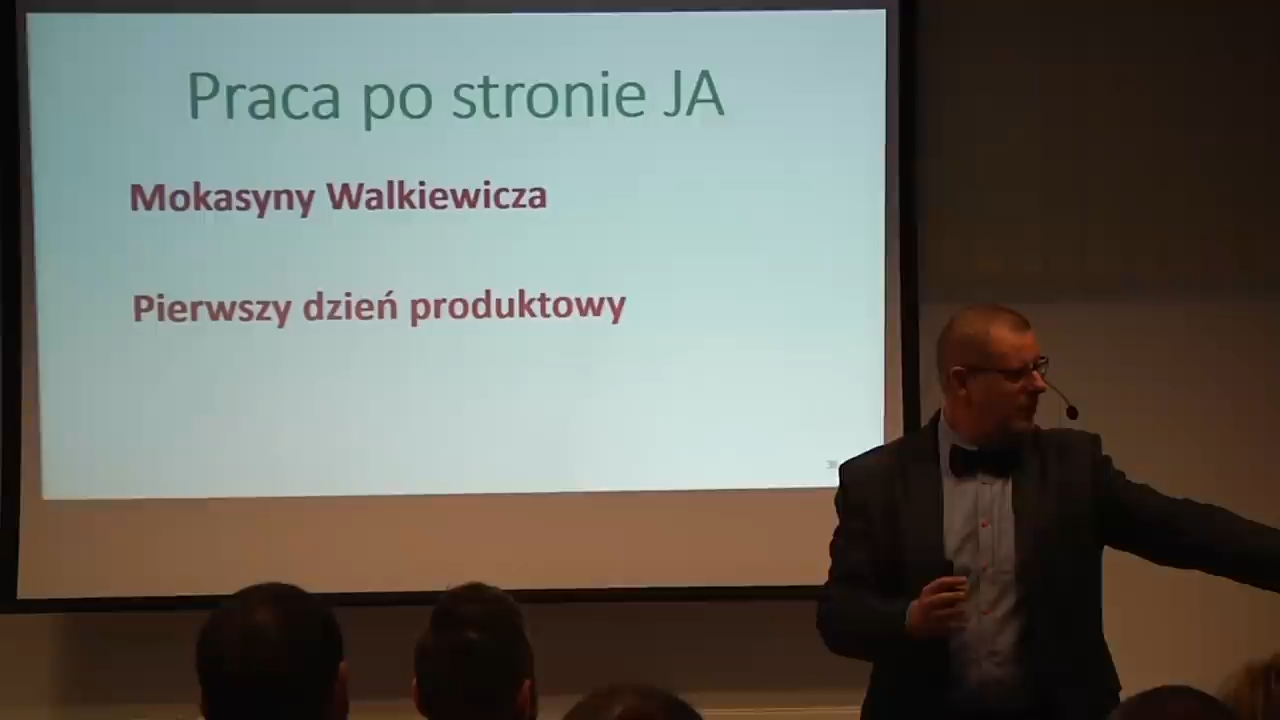 Praca po stronie JA
Mokasyny Walkiewicza
Pierwszy dzień produktowy